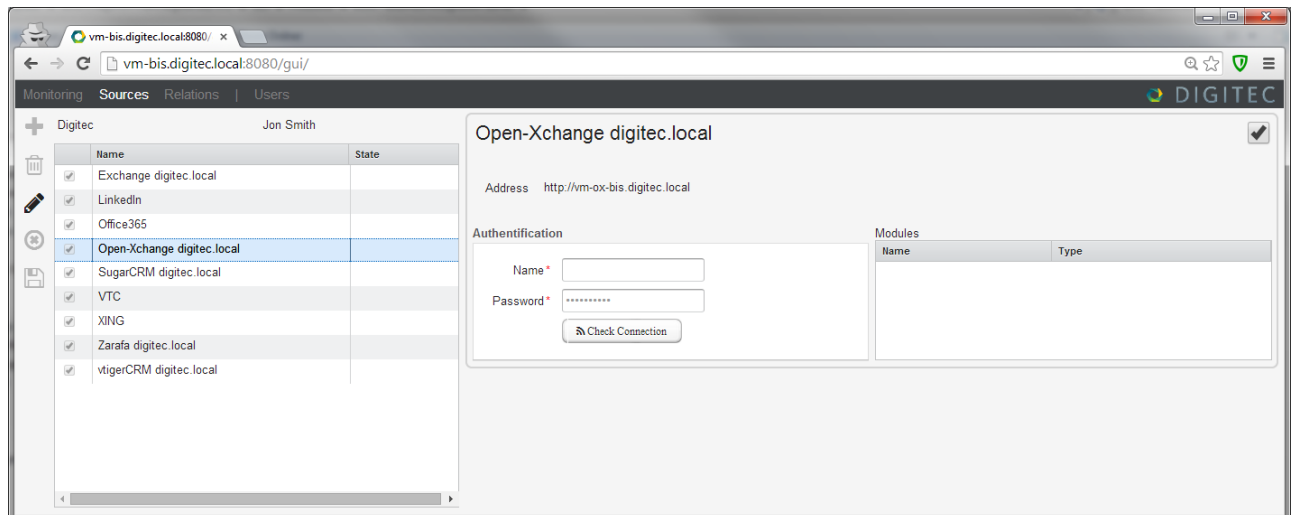 vm-bis.digitec.local:8080/
vm-bis.digitec.local:8080/gui/
Monitoring Sources Relations | Users DIGITEC
Digitec Jon Smith
Name State
Exchange digitec.local
LinkedIn
Office365
Open-Xchange digitec.local
SugarCRM digitec.local
VTC
XING
Zarafa digitec.local
vtigerCRM digitec.local
Open-Xchange digitec.local
Address http://vm-ox-bis.digitec.local
Authentification
Name*
Password* ••••••••••
Check Connection
Modules
Name Type